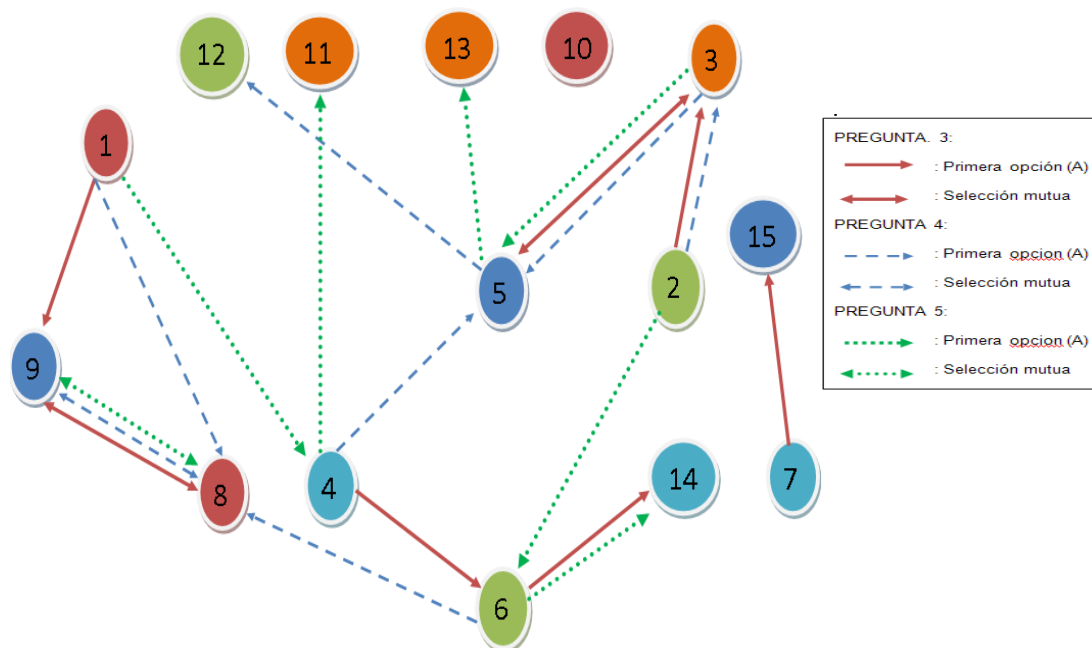 12
11
13
10
3
1
15
5
2
9
8
4
14
7
6
PREGUNTA. 3:
: Primera opción (A)
: Selección mutua
PREGUNTA 4:
: Primera opcion (A)
: Selección mutua
PREGUNTA 5:
: Primera opcion (A)
: Selección mutua